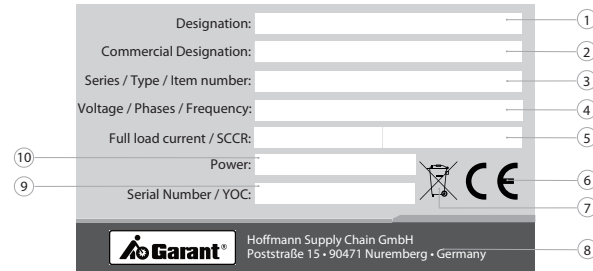 Designation: 1
Commercial Designation: 2
Series / Type / Item number: 3
Voltage / Phases / Frequency: 4
Full load current / SCCR: 5
10 Power: 6
9 Serial Number / YOC: 7
CE
Garant®
Hoffmann Supply Chain GmbH
Poststraße 15 • 90471 Nuremberg • Germany 8